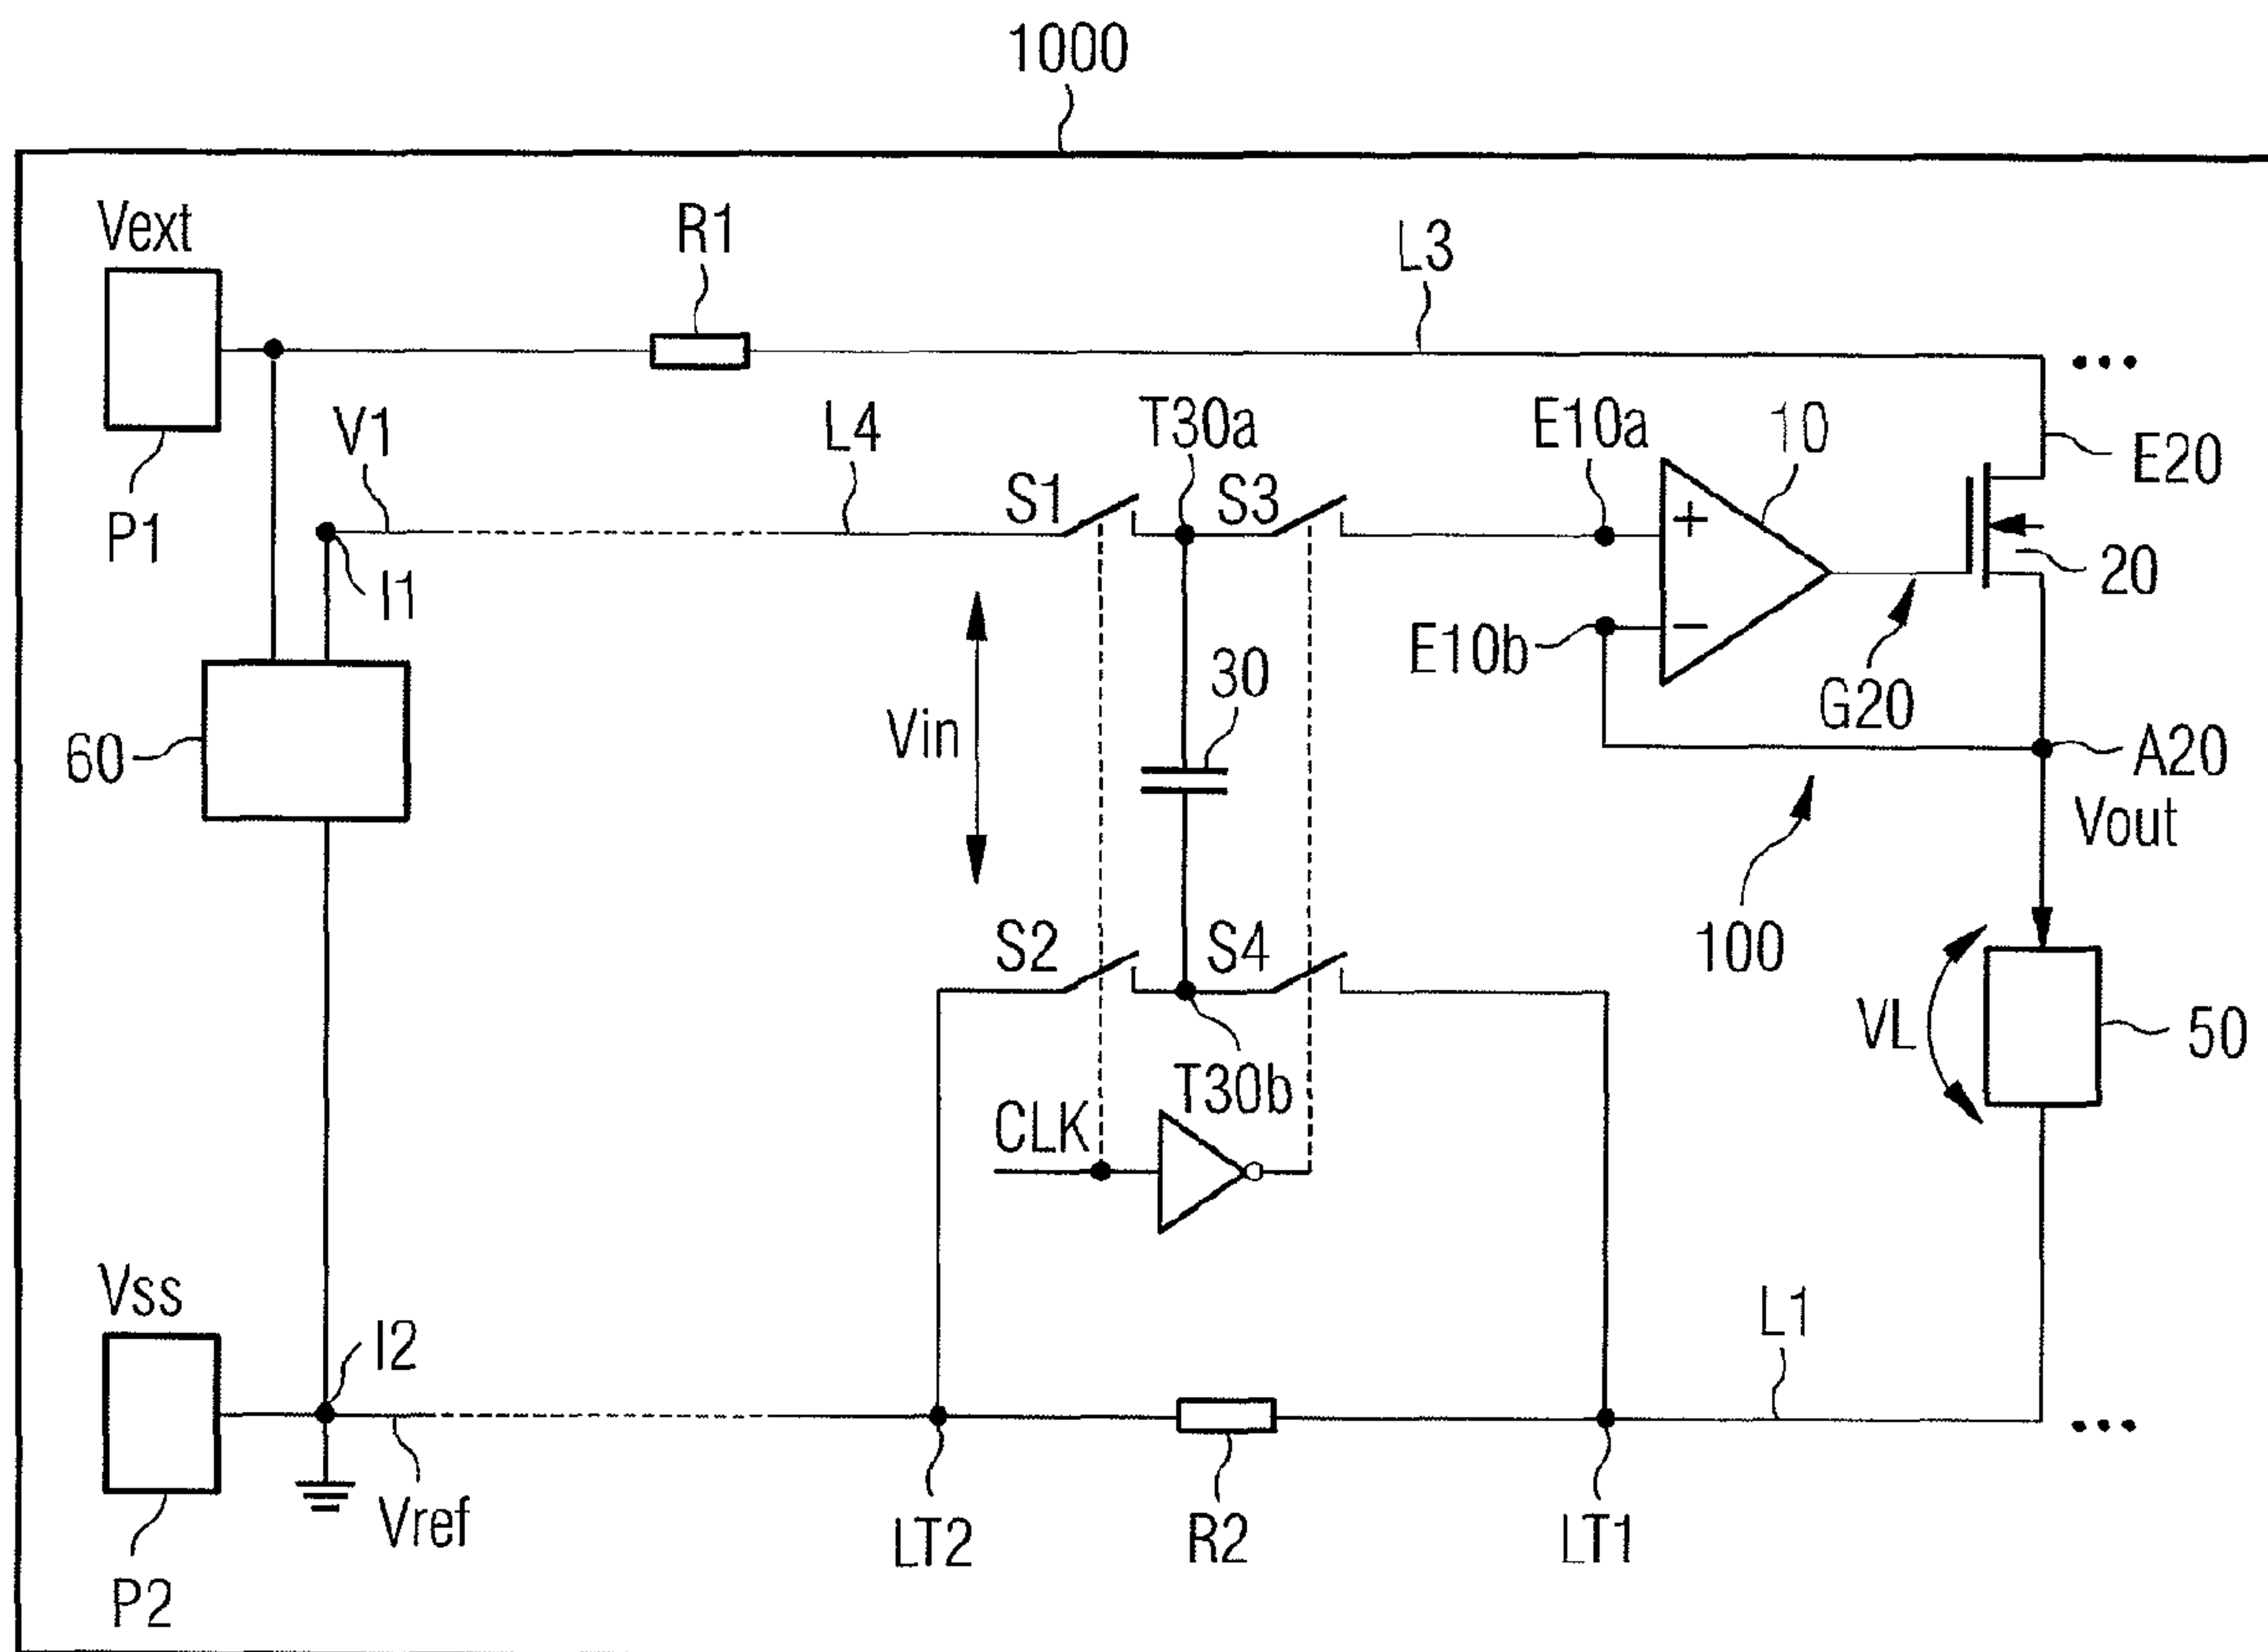 1000
Vext
R1
L3
V1
L4
T30a
E10a
10
S1
S3
E20
P1
+
I1
20
E10b
−
30
G20
Vin
60
A20
Vout
S2
S4
100
VL
50
T30b
CLK
Vss
I2
L1
Vref
LT2
R2
LT1
P2